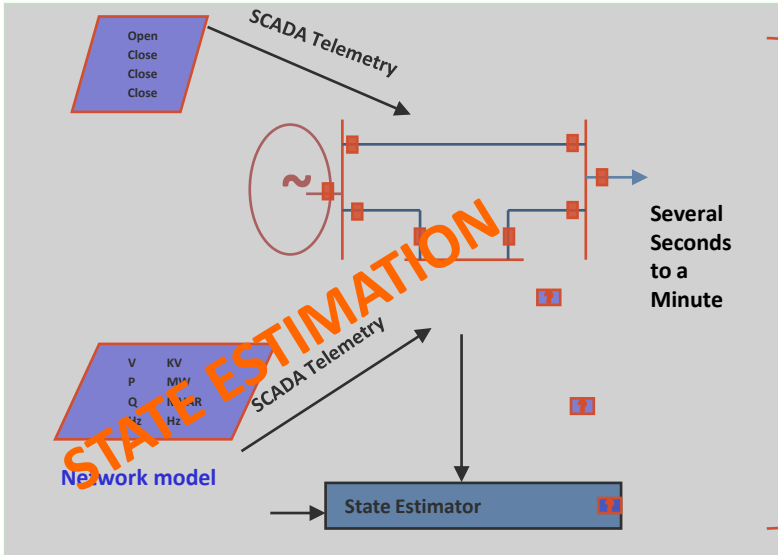 Open
Close
Close
Close
SCADA Telemetry
~
Several
Seconds
to a
Minute
STATE ESTIMATION
V KV
P MW
Q MVAR
Hz Hz
SCADA Telemetry
Network model
State Estimator